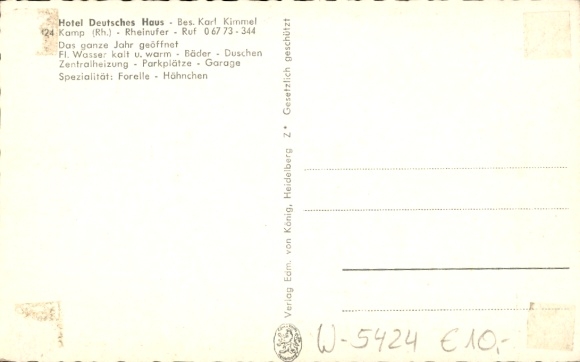 Hotel Deutsches Haus - Bes. Karl Kimmel
424 Kamp (Rh.) - Rheinufer - Ruf 0 67 73 - 344
Das ganze Jahr geöffnet
Fl. Wasser kalt u. warm - Bäder - Duschen
Zentralheizung - Parkplätze - Garage
Spezialität: Forelle - Hähnchen
Verlag Edm. von König, Heidelberg Z* Gesetzlich geschützt
W-5424 €10,-